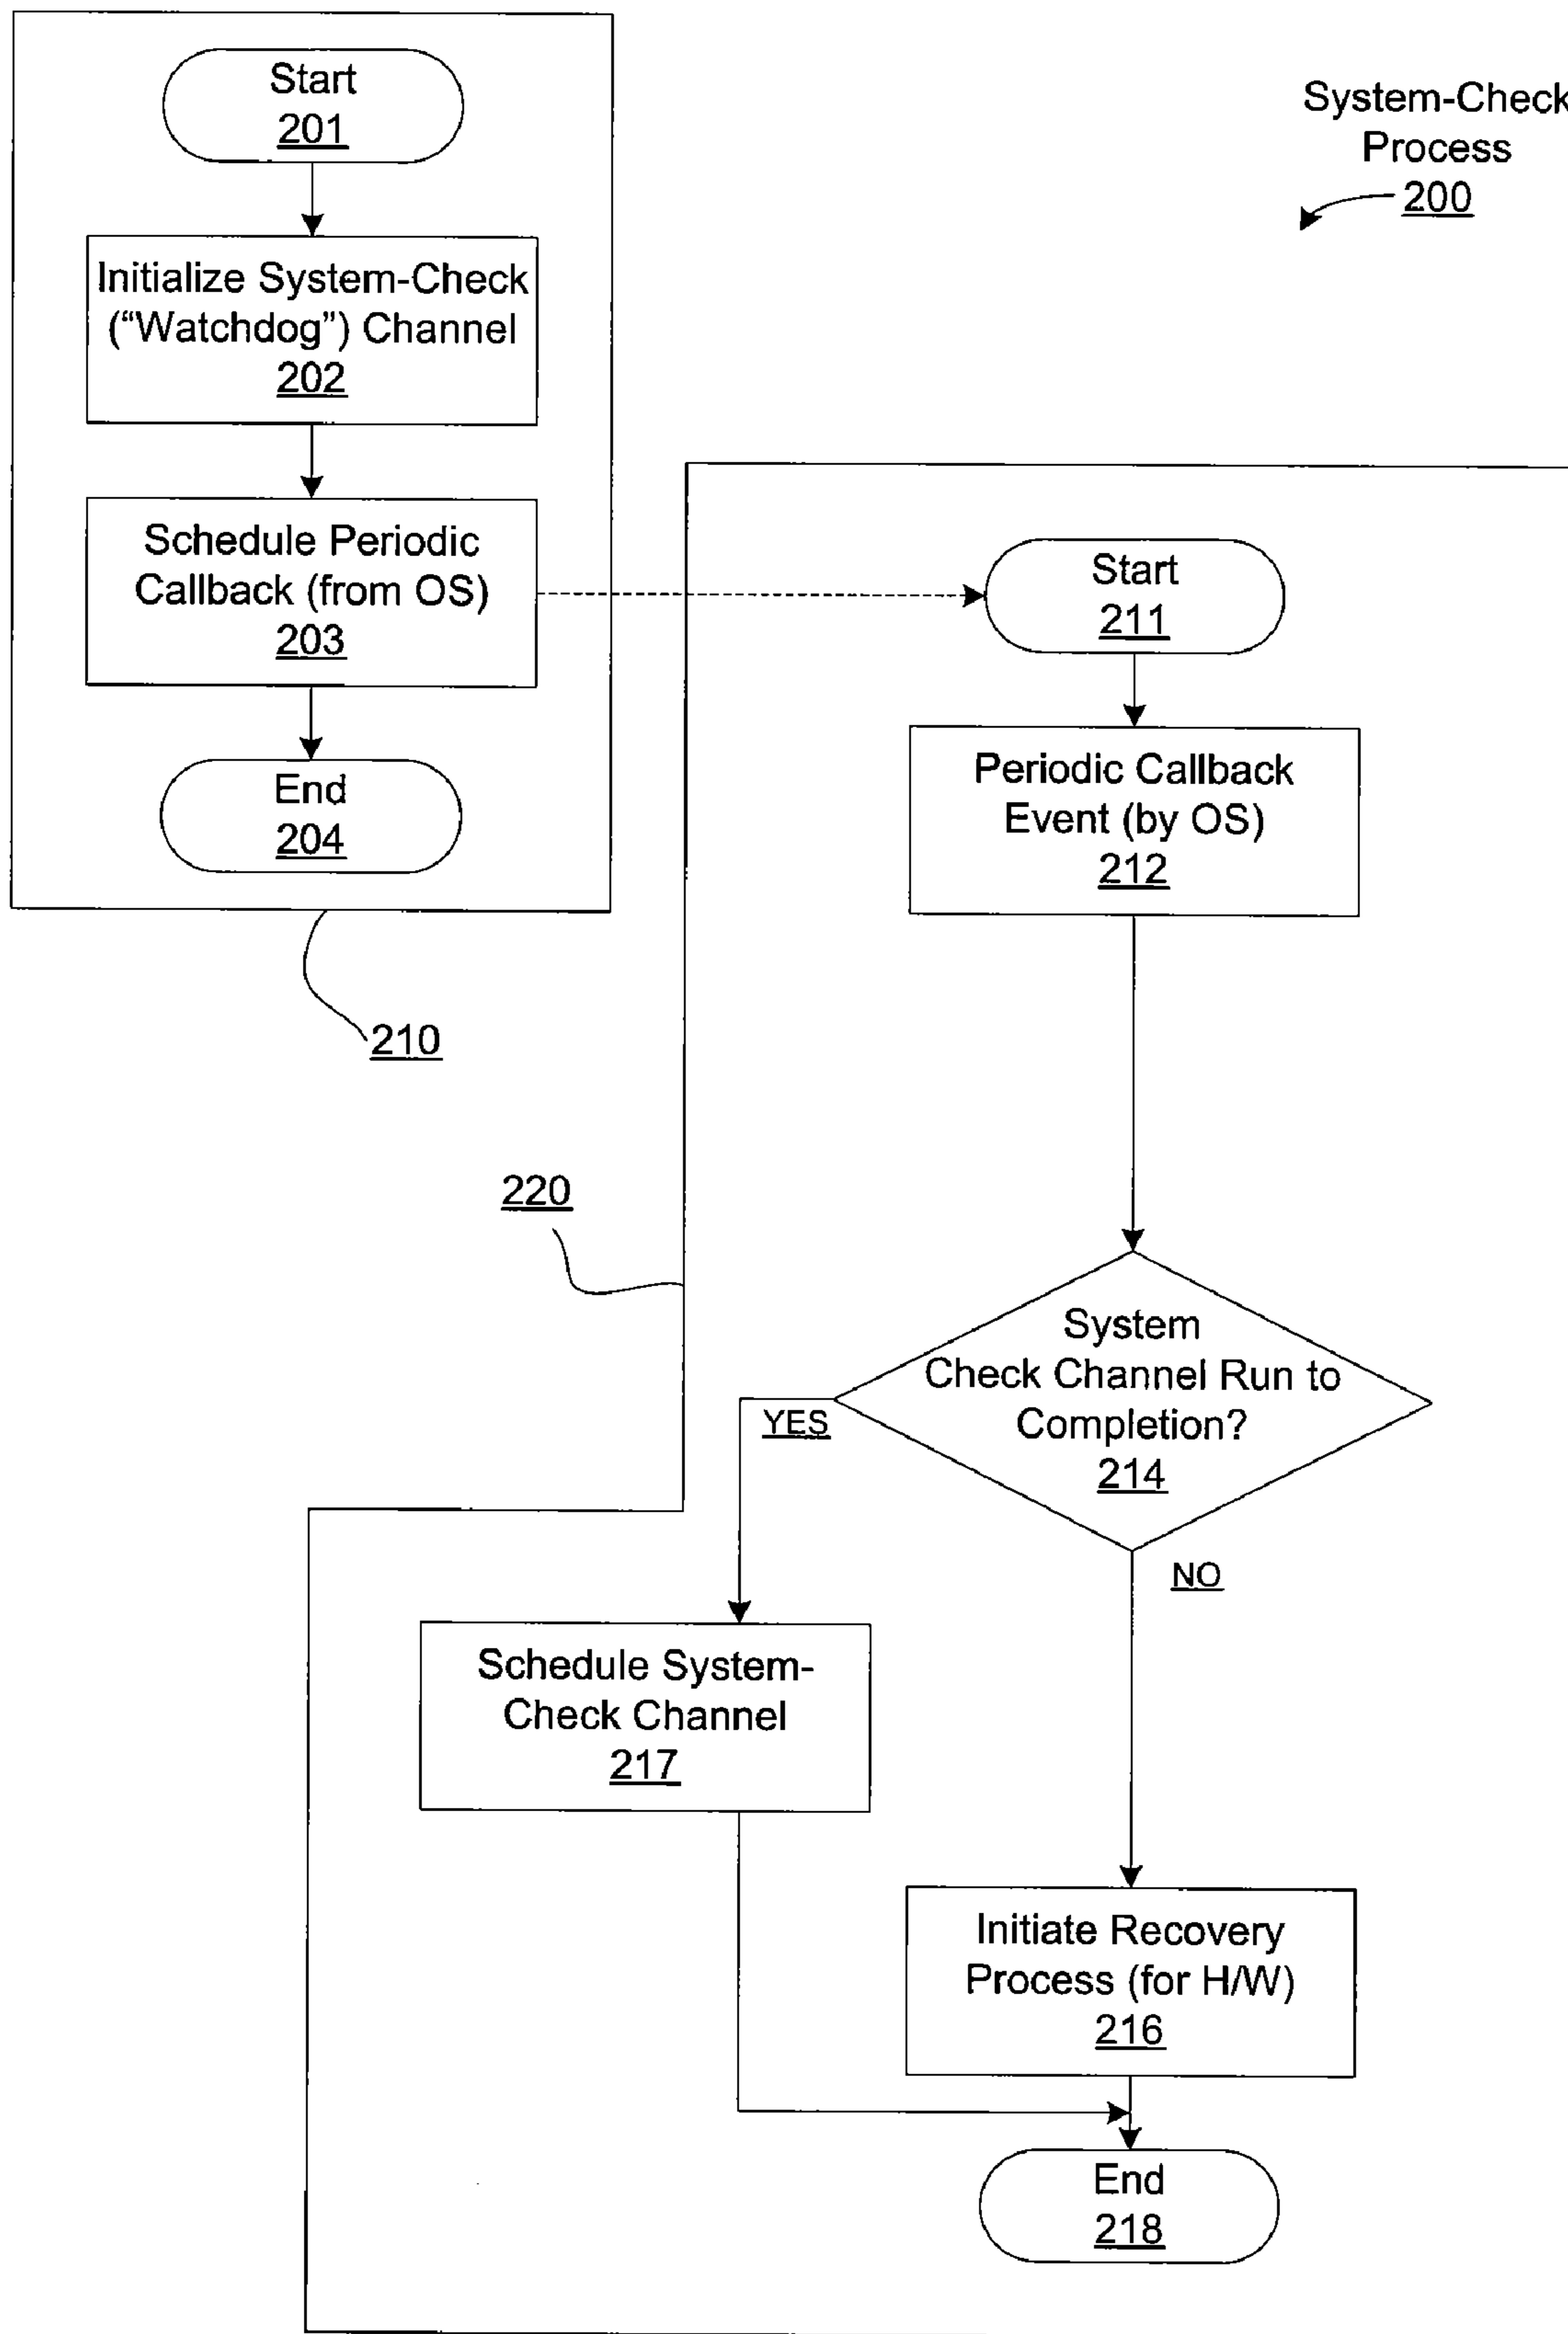 Start
201
Initialize System-Check
(“Watchdog”) Channel
202
Schedule Periodic
Callback (from OS)
203
End
204
210
System-Check
Process
200
Start
211
Periodic Callback
Event (by OS)
212
220
System
Check Channel Run to
Completion?
214
YES
NO
Schedule System-
Check Channel
217
Initiate Recovery
Process (for H/W)
216
End
218